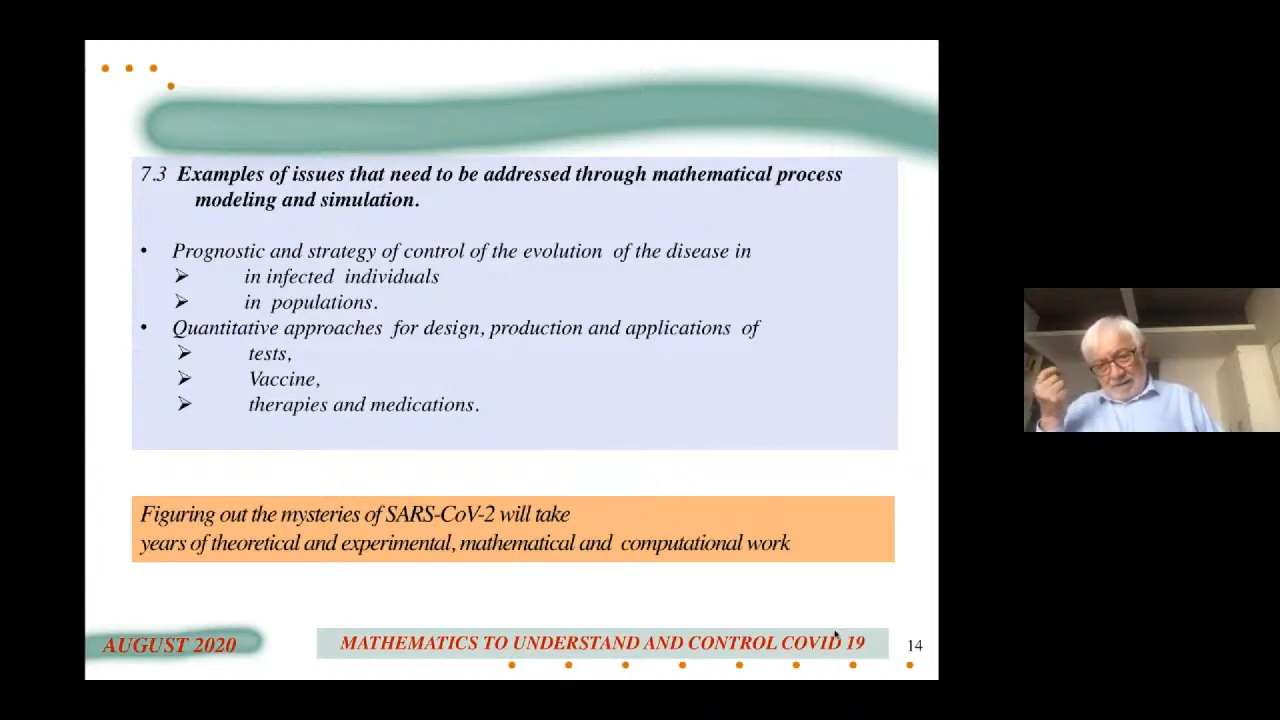 7.3 Examples of issues that need to be addressed through mathematical process
modeling and simulation.
• Prognostic and strategy of control of the evolution of the disease in
➢ in infected individuals
➢ in populations.
• Quantitative approaches for design, production and applications of
➢ tests,
➢ Vaccine,
➢ therapies and medications.
Figuring out the mysteries of SARS-CoV-2 will take
years of theoretical and experimental, mathematical and computational work
AUGUST 2020
MATHEMATICS TO UNDERSTAND AND CONTROL COVID 19
14